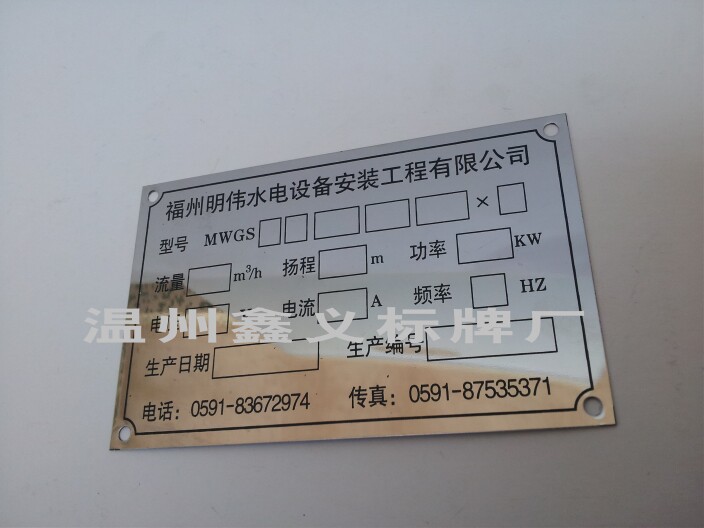 福州明伟水电设备安装工程有限公司
型号 MWGS □□□□□×□
流量 □ m³/h 扬程 □ m 功率 □ KW
电 □ 电流 □ A 频率 □ HZ
温州鑫义标牌厂
生产日期 □ 生产编号 □
电话：0591-83672974 传真：0591-87535371